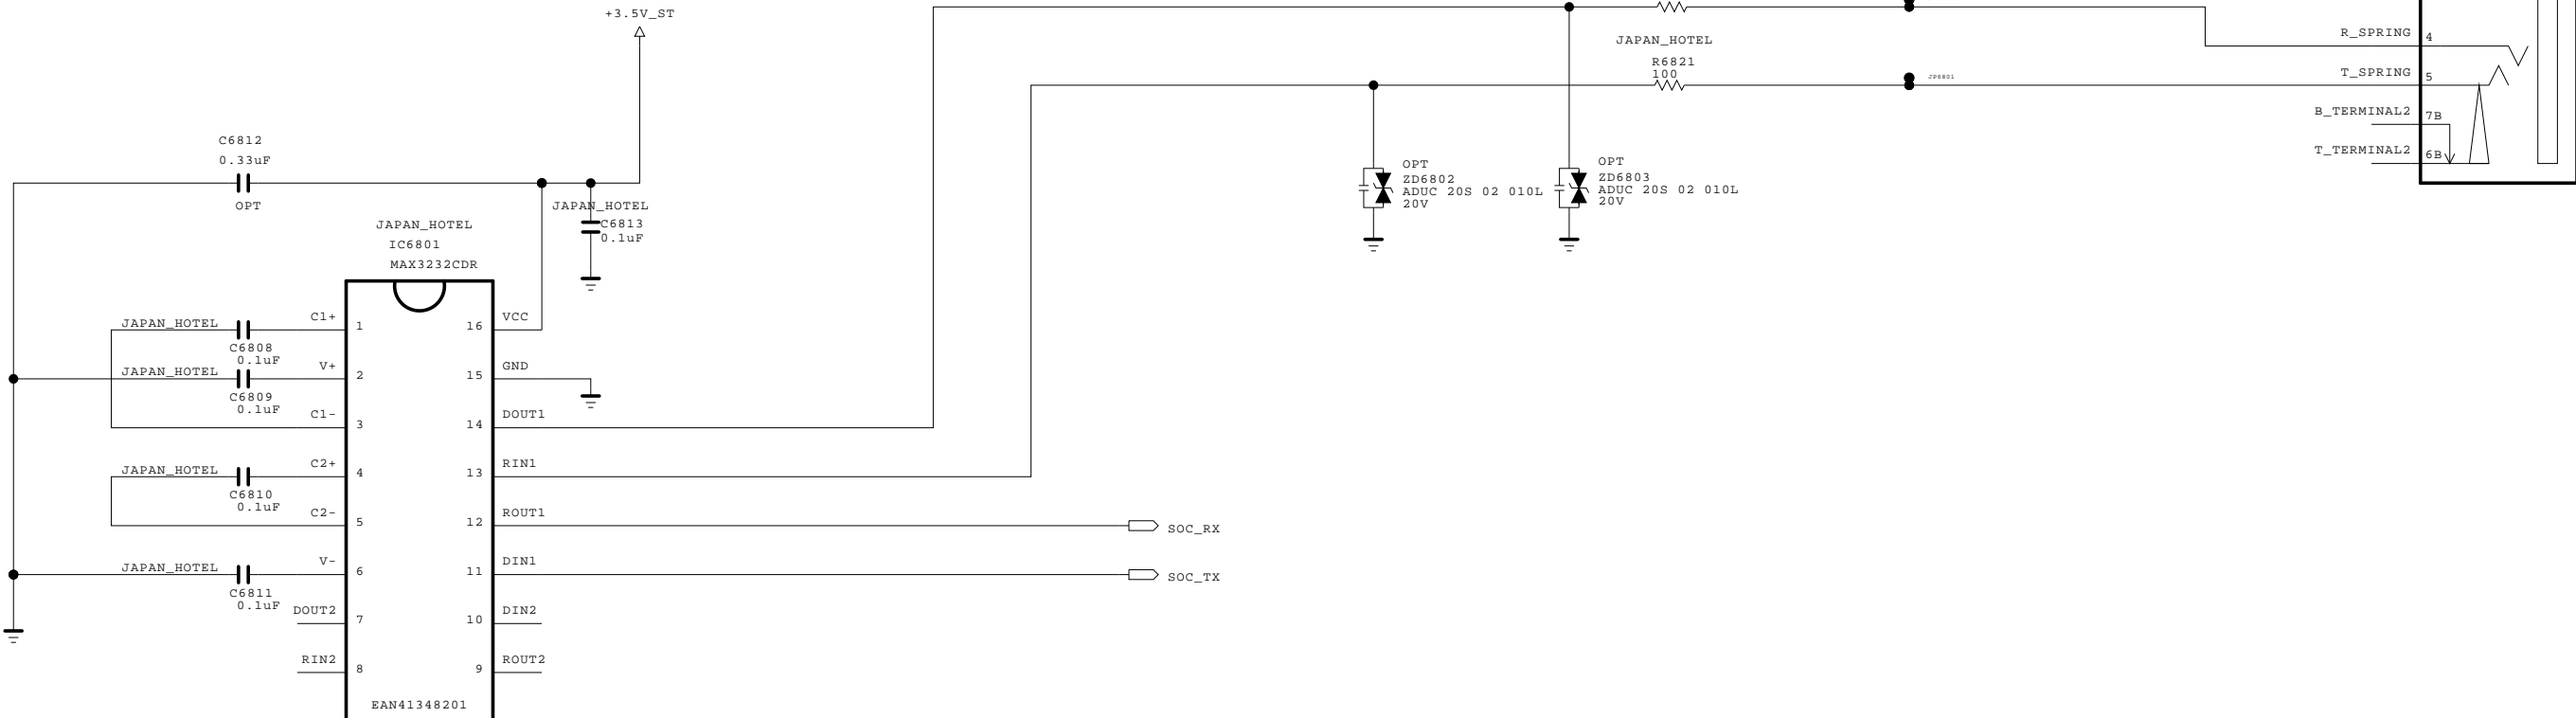 +3.5V_ST
JAPAN_HOTEL
R6821
100
JP6801
R_SPRING
4
T_SPRING
5
B_TERMINAL2
7B
T_TERMINAL2
6B
C6812
0.33uF
OPT
JAPAN_HOTEL
C6813
0.1uF
OPT
ZD6802
ADUC 20S 02 010L
20V
OPT
ZD6803
ADUC 20S 02 010L
20V
JAPAN_HOTEL
IC6801
MAX3232CDR
JAPAN_HOTEL
C6808
0.1uF
C1+
1
16
VCC
JAPAN_HOTEL
C6809
0.1uF
V+
2
15
GND
C1-
3
14
DOUT1
JAPAN_HOTEL
C6810
0.1uF
C2+
4
13
RIN1
C2-
5
12
ROUT1
SOC_RX
JAPAN_HOTEL
C6811
0.1uF
V-
6
11
DIN1
SOC_TX
DOUT2
7
10
DIN2
RIN2
8
9
ROUT2
EAN41348201